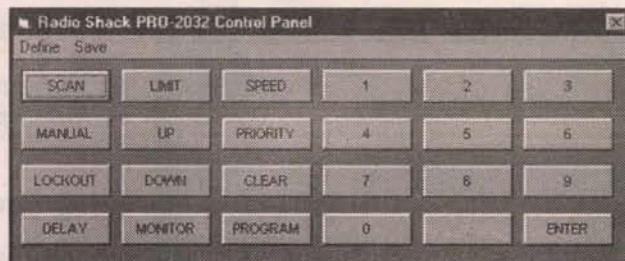 Radio Shack PRO-2032 Control Panel
Define Save
SCAN LIMIT SPEED 1 2 3
MANUAL UP PRIORITY 4 5 6
LOCKOUT DOWN CLEAR 7 8 9
DELAY MONITOR PROGRAM 0 ENTER